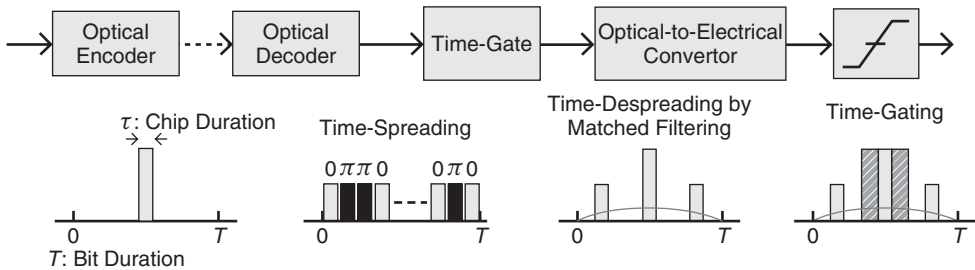 Optical
Encoder
Optical
Decoder
Time-Gate
Optical-to-Electrical
Convertor
τ: Chip Duration
Time-Spreading
Time-Despreading by
Matched Filtering
Time-Gating
0 π π 0
0 π 0
0 T
0 T
0 T
0 T
T: Bit Duration